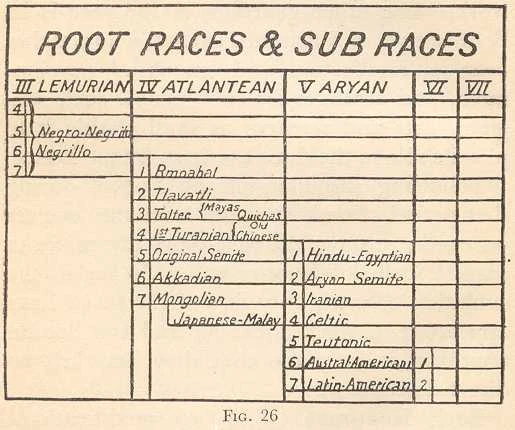 ROOT RACES & SUB RACES
III LEMURIAN IV ATLANTEAN V ARYAN VI VII
4
5 Negro-Negrito
6 Negrillo
7 1 Rmoahal
2 Tlavatli
3 Toltec { Mayas Quichas
4 1st Turanian { Old Chinese
5 Original Semite 1 Hindu-Egyptian
6 Akkadian 2 Aryan Semite
7 Mongolian 3 Iranian
Japanese-Malay 4 Celtic
5 Teutonic
6 Austral-American 1
7 Latin-American 2
FIG. 26